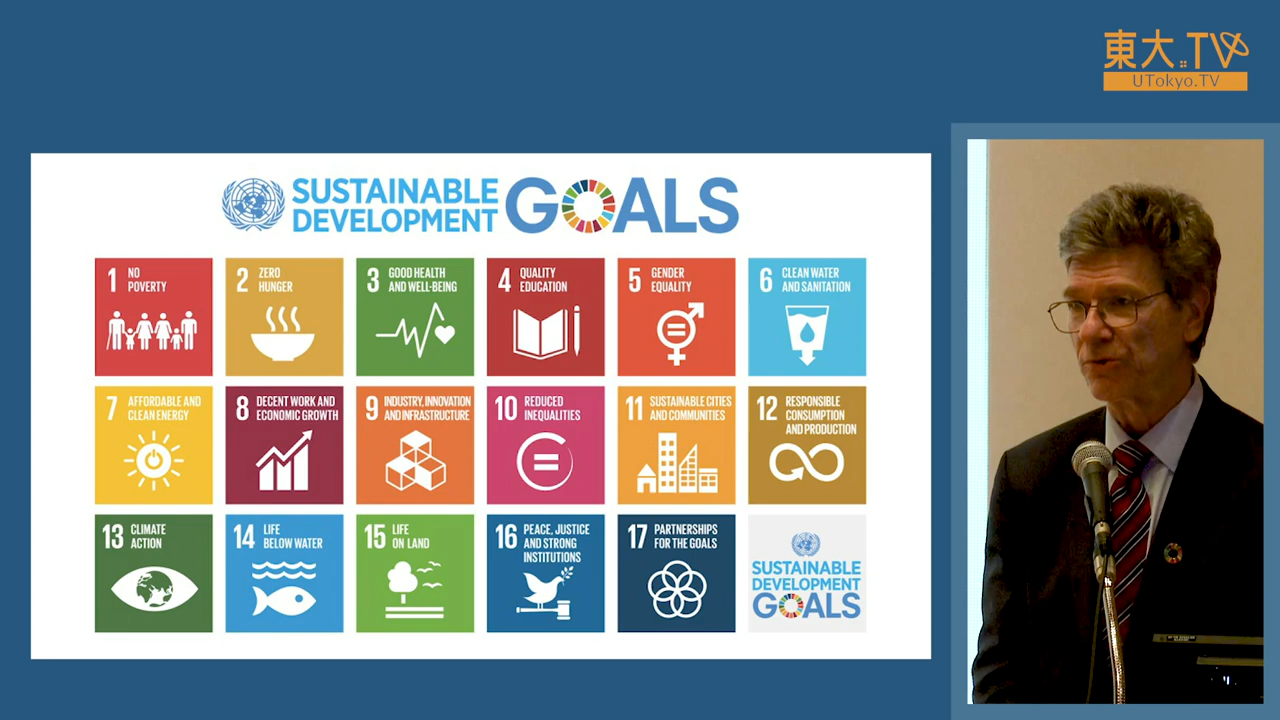 東大.TV
UTokyo.TV
SUSTAINABLE
DEVELOPMENT
GOALS
1 NO
POVERTY
2 ZERO
HUNGER
3 GOOD HEALTH
AND WELL-BEING
4 QUALITY
EDUCATION
5 GENDER
EQUALITY
6 CLEAN WATER
AND SANITATION
7 AFFORDABLE AND
CLEAN ENERGY
8 DECENT WORK AND
ECONOMIC GROWTH
9 INDUSTRY, INNOVATION
AND INFRASTRUCTURE
10 REDUCED
INEQUALITIES
11 SUSTAINABLE CITIES
AND COMMUNITIES
12 RESPONSIBLE
CONSUMPTION
AND PRODUCTION
13 CLIMATE
ACTION
14 LIFE
BELOW WATER
15 LIFE
ON LAND
16 PEACE, JUSTICE
AND STRONG
INSTITUTIONS
17 PARTNERSHIPS
FOR THE GOALS
SUSTAINABLE
DEVELOPMENT
GOALS